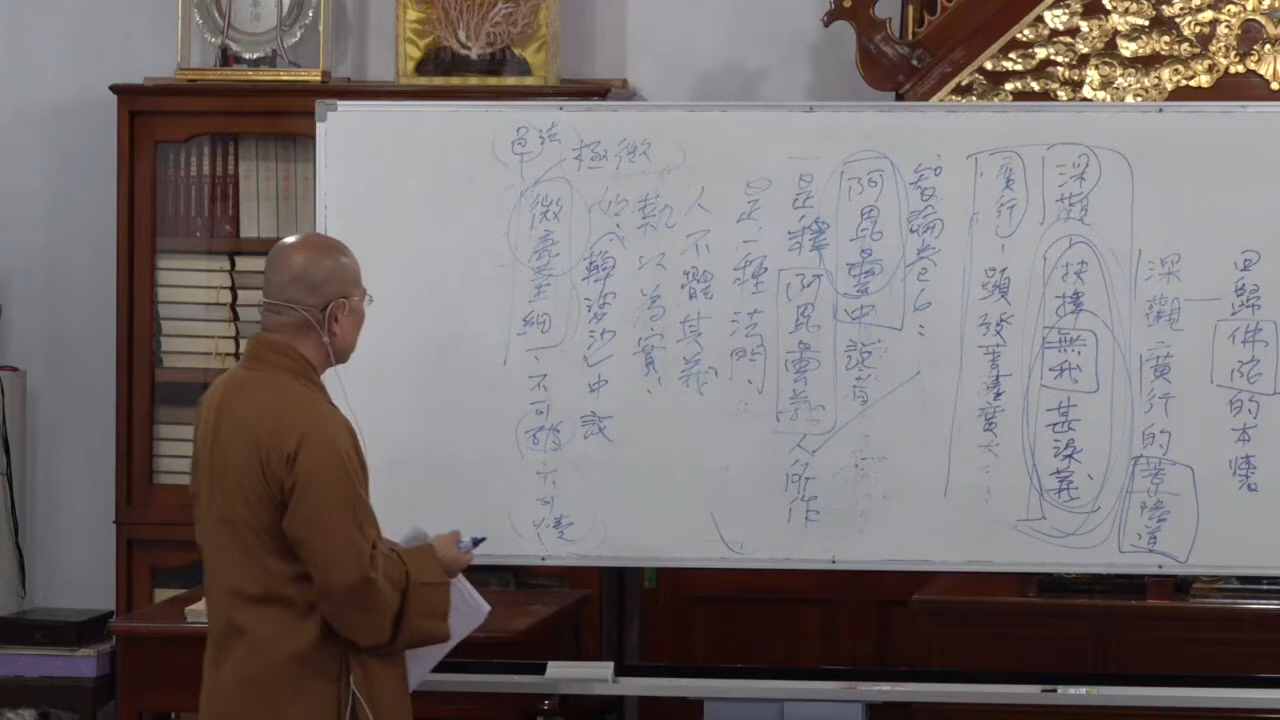 回歸佛陀的本懷
深觀廣行的菩薩道
深觀
抉擇無我甚深義
廣行 顯發菩薩廣大
智論卷26:
阿毘曇中說者
是釋阿毘曇義人所作
是一種法門
人不體其義
執以為實
如鞞婆沙中說
微塵至細 不可破 不可燒
極微
單法